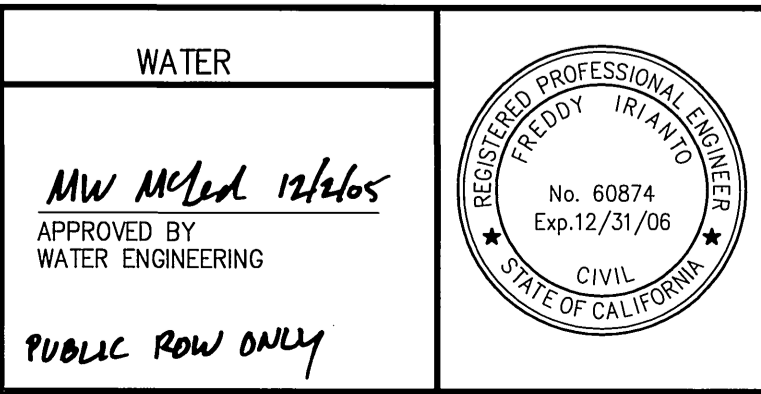 WATER
MW 12/2/05
APPROVED BY
WATER ENGINEERING
PUBLIC ROW ONLY
REGISTERED PROFESSIONAL ENGINEER
FREDDY IRIANTO
No. 60874
Exp.12/31/06
CIVIL
STATE OF CALIFORNIA